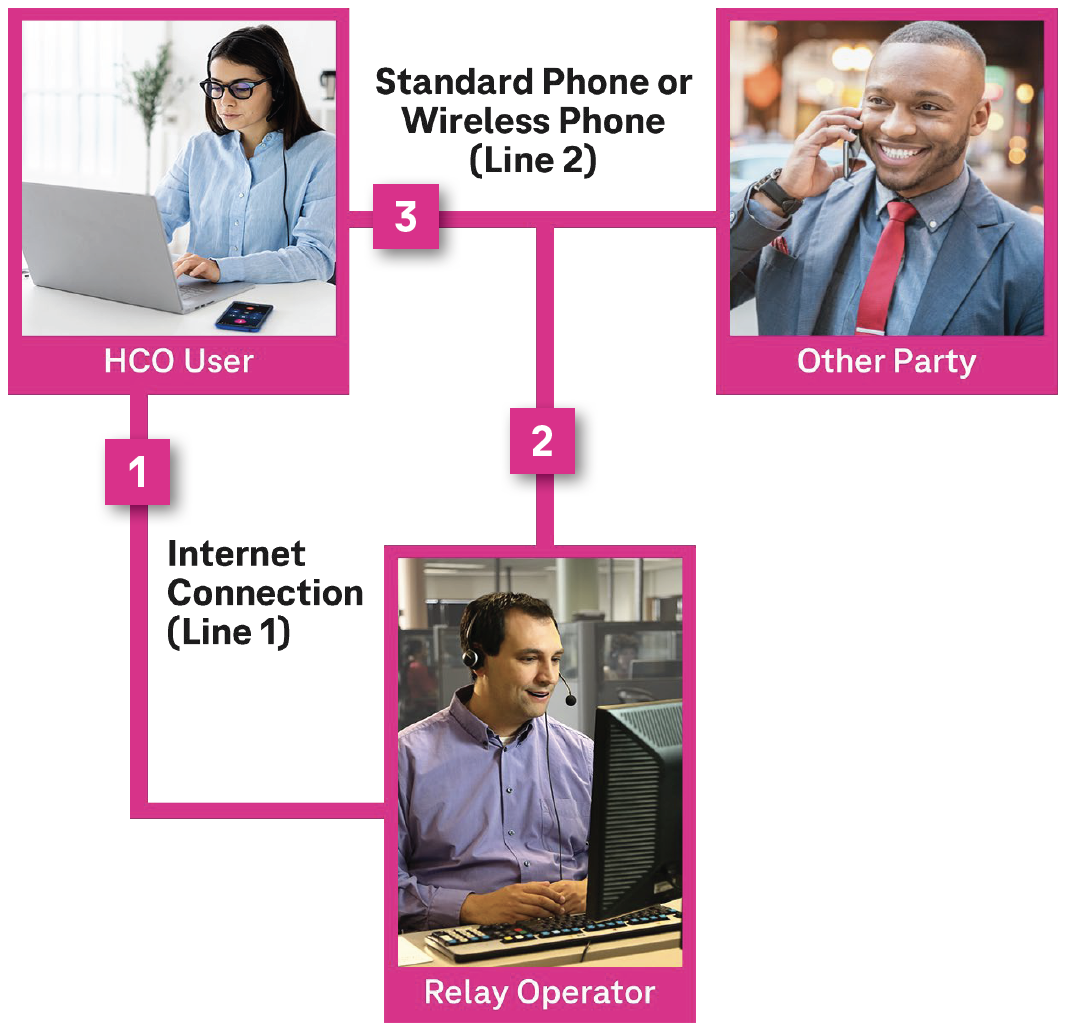 Standard Phone or
Wireless Phone
(Line 2)
3
HCO User
Other Party
1
2
Internet
Connection
(Line 1)
Relay Operator